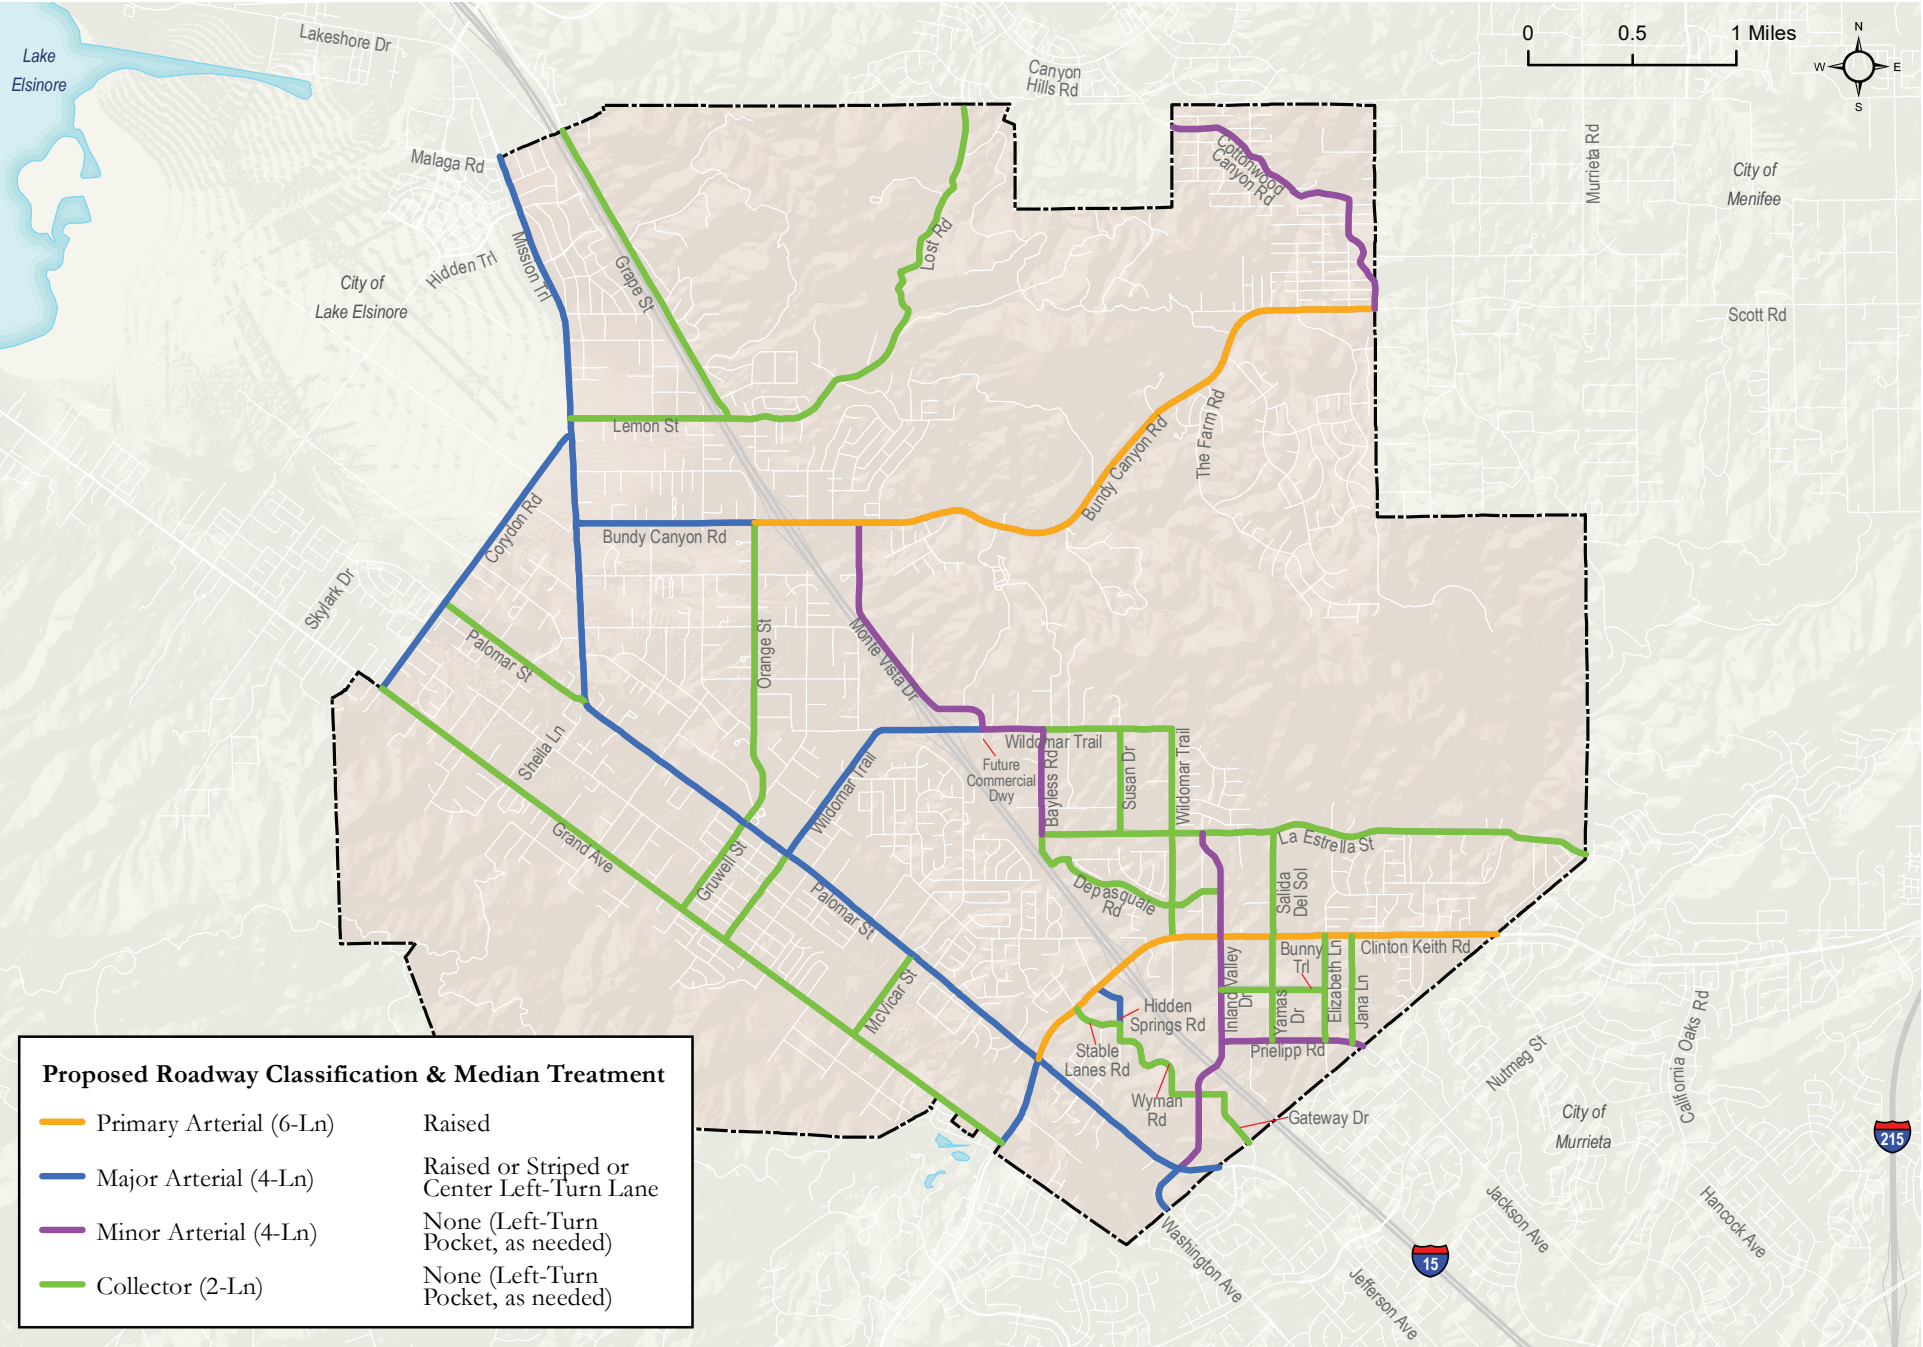 Lake
Elsinore
Lakeshore Dr
Canyon
Hills Rd
0 0.5 1 Miles
N
W E
S
Malaga Rd
Cottonwood
Canyon Rd
Murrieta Rd
City of
Menifee
Hidden Trl
Mission Trl
Grape St
Lost Rd
City of
Lake Elsinore
Scott Rd
Lemon St
The Farm Rd
Bundy Canyon Rd
Corydon Rd
Bundy Canyon Rd
Skylark Dr
Palomar St
Orange St
Monte Vista Dr
Sheila Ln
Wildomar Trail
Wildomar Trail
Future
Commercial
Dwy
Bayless Rd
Susan Dr
Wildomar Trail
Grand Ave
Gruwell St
Palomar St
La Estrella St
Depasquale
Rd
Salida
Del Sol
McVicar St
Inland Valley
Dr
Bunny
Trl
Elizabeth Ln
Clinton Keith Rd
Yamas
Dr
Jana Ln
Hidden
Springs Rd
Stable
Lanes Rd
Prielipp Rd
Wyman
Rd
Gateway Dr
Nutmeg St
California Oaks Rd
City of
Murrieta
215
15
Washington Ave
Jefferson Ave
Jackson Ave
Hancock Ave
Proposed Roadway Classification & Median Treatment
Primary Arterial (6-Ln) Raised
Major Arterial (4-Ln) Raised or Striped or
Center Left-Turn Lane
Minor Arterial (4-Ln) None (Left-Turn
Pocket, as needed)
Collector (2-Ln) None (Left-Turn
Pocket, as needed)